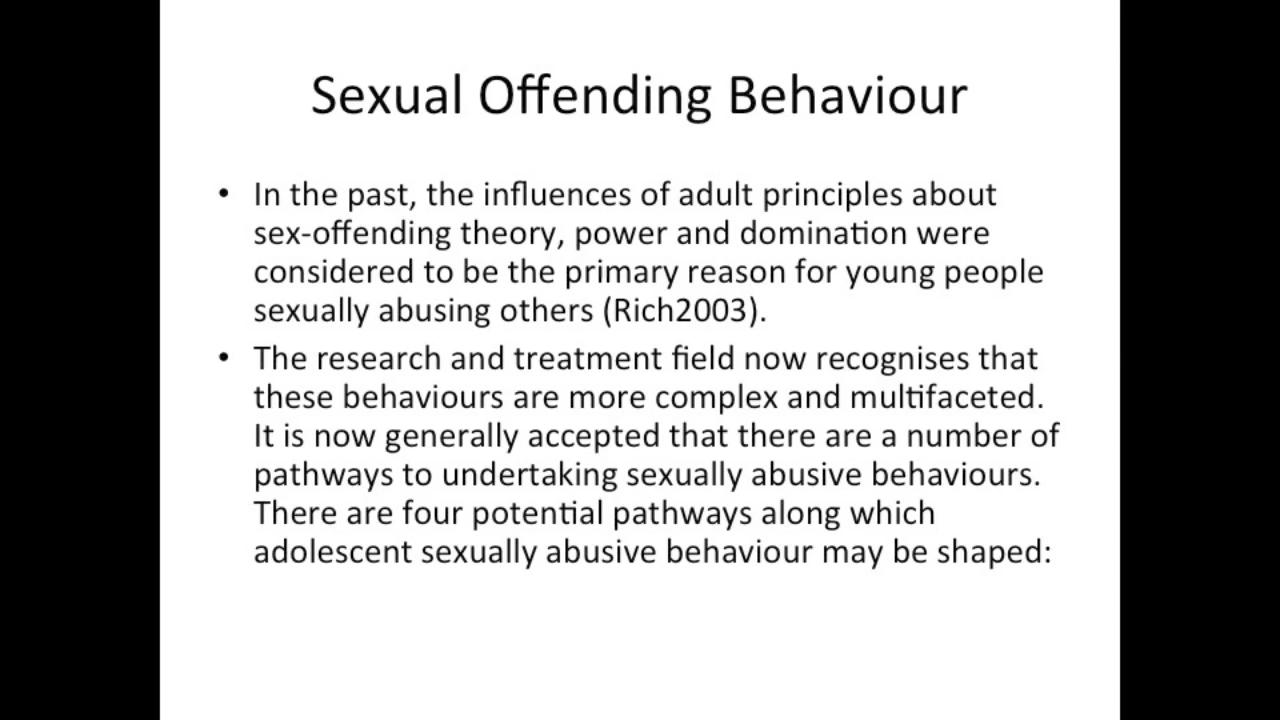 Sexual Offending Behaviour
• In the past, the influences of adult principles about
sex-offending theory, power and domination were
considered to be the primary reason for young people
sexually abusing others (Rich2003).
• The research and treatment field now recognises that
these behaviours are more complex and multifaceted.
It is now generally accepted that there are a number of
pathways to undertaking sexually abusive behaviours.
There are four potential pathways along which
adolescent sexually abusive behaviour may be shaped: